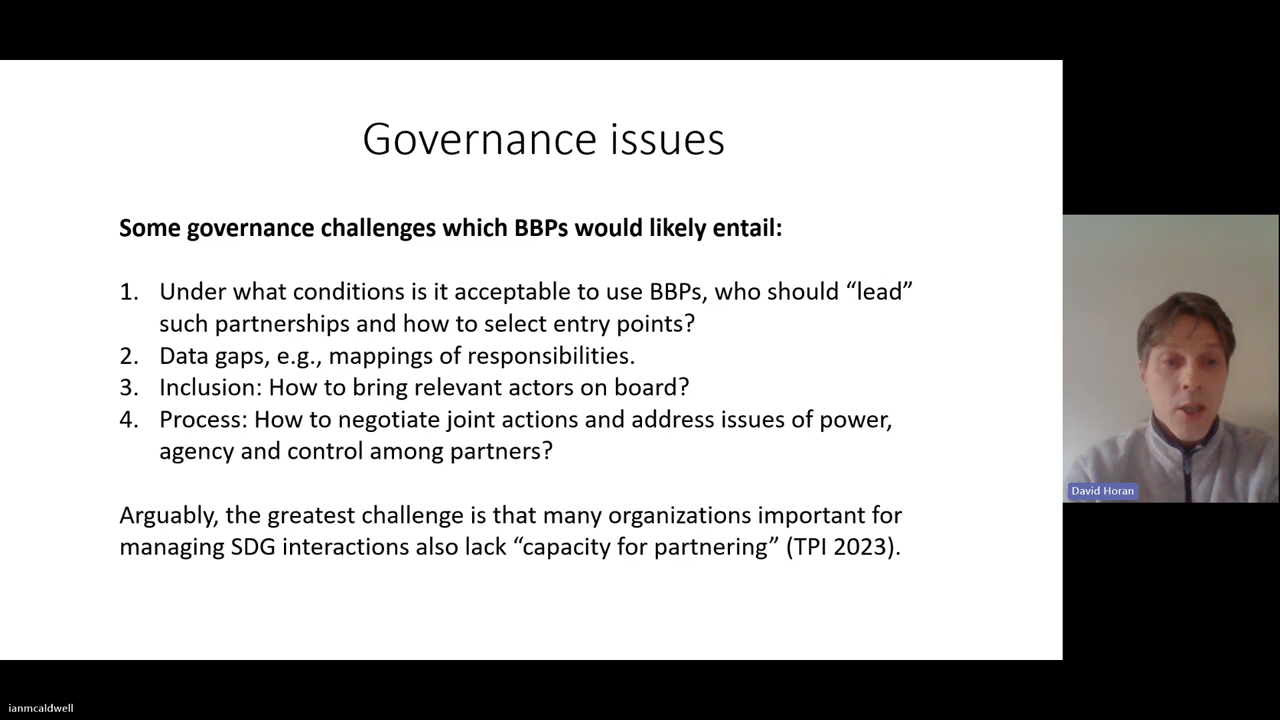 Governance issues
Some governance challenges which BBPs would likely entail:
1. Under what conditions is it acceptable to use BBPs, who should “lead”
such partnerships and how to select entry points?
2. Data gaps, e.g., mappings of responsibilities.
3. Inclusion: How to bring relevant actors on board?
4. Process: How to negotiate joint actions and address issues of power,
agency and control among partners?
Arguably, the greatest challenge is that many organizations important for
managing SDG interactions also lack “capacity for partnering” (TPI 2023).
David Horan
ianmcaldwell